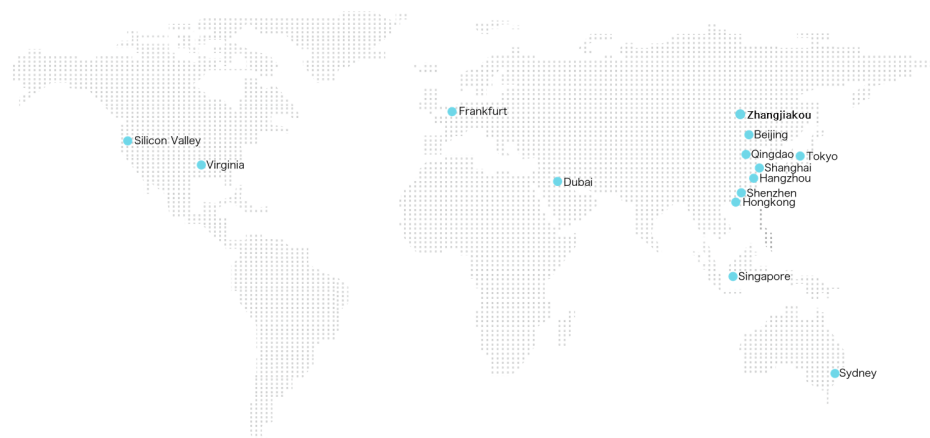 Frankfurt
Zhangjiakou
Beijing
Silicon Valley
Qingdao
Tokyo
Virginia
Shanghai
Hangzhou
Dubai
Shenzhen
Hongkong
Singapore
Sydney